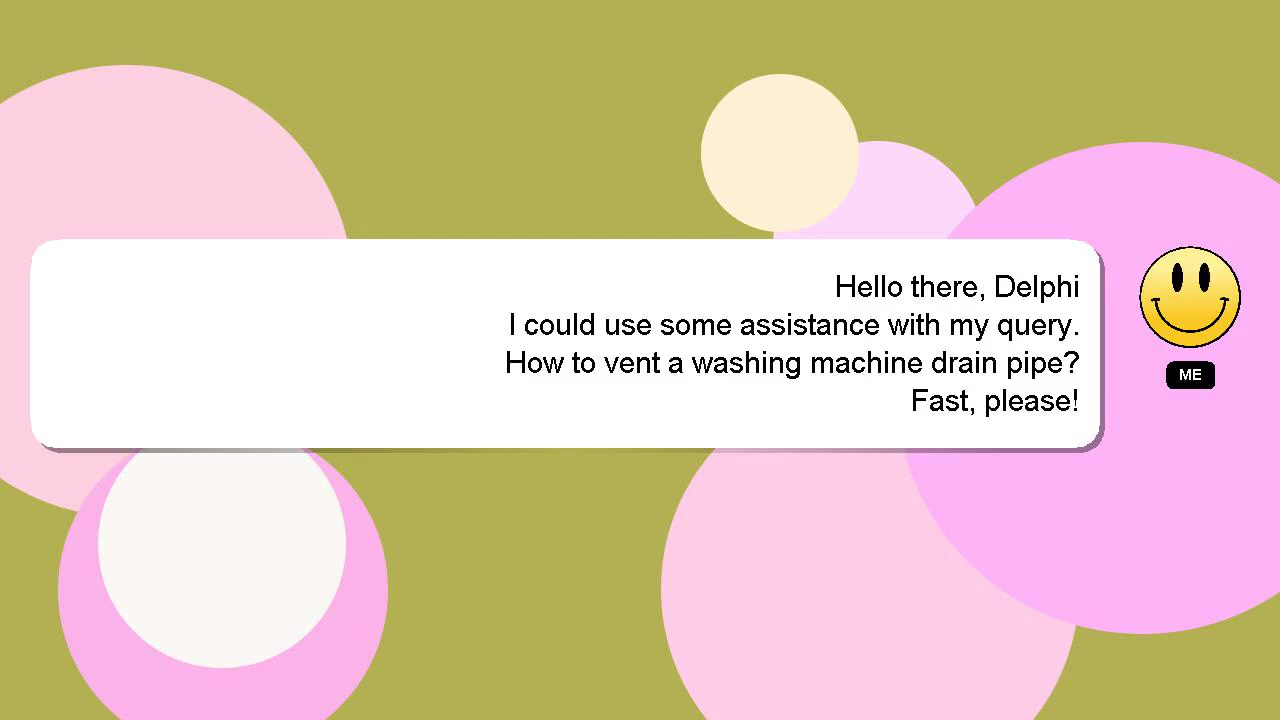 Hello there, Delphi
I could use some assistance with my query.
How to vent a washing machine drain pipe?
Fast, please!
ME